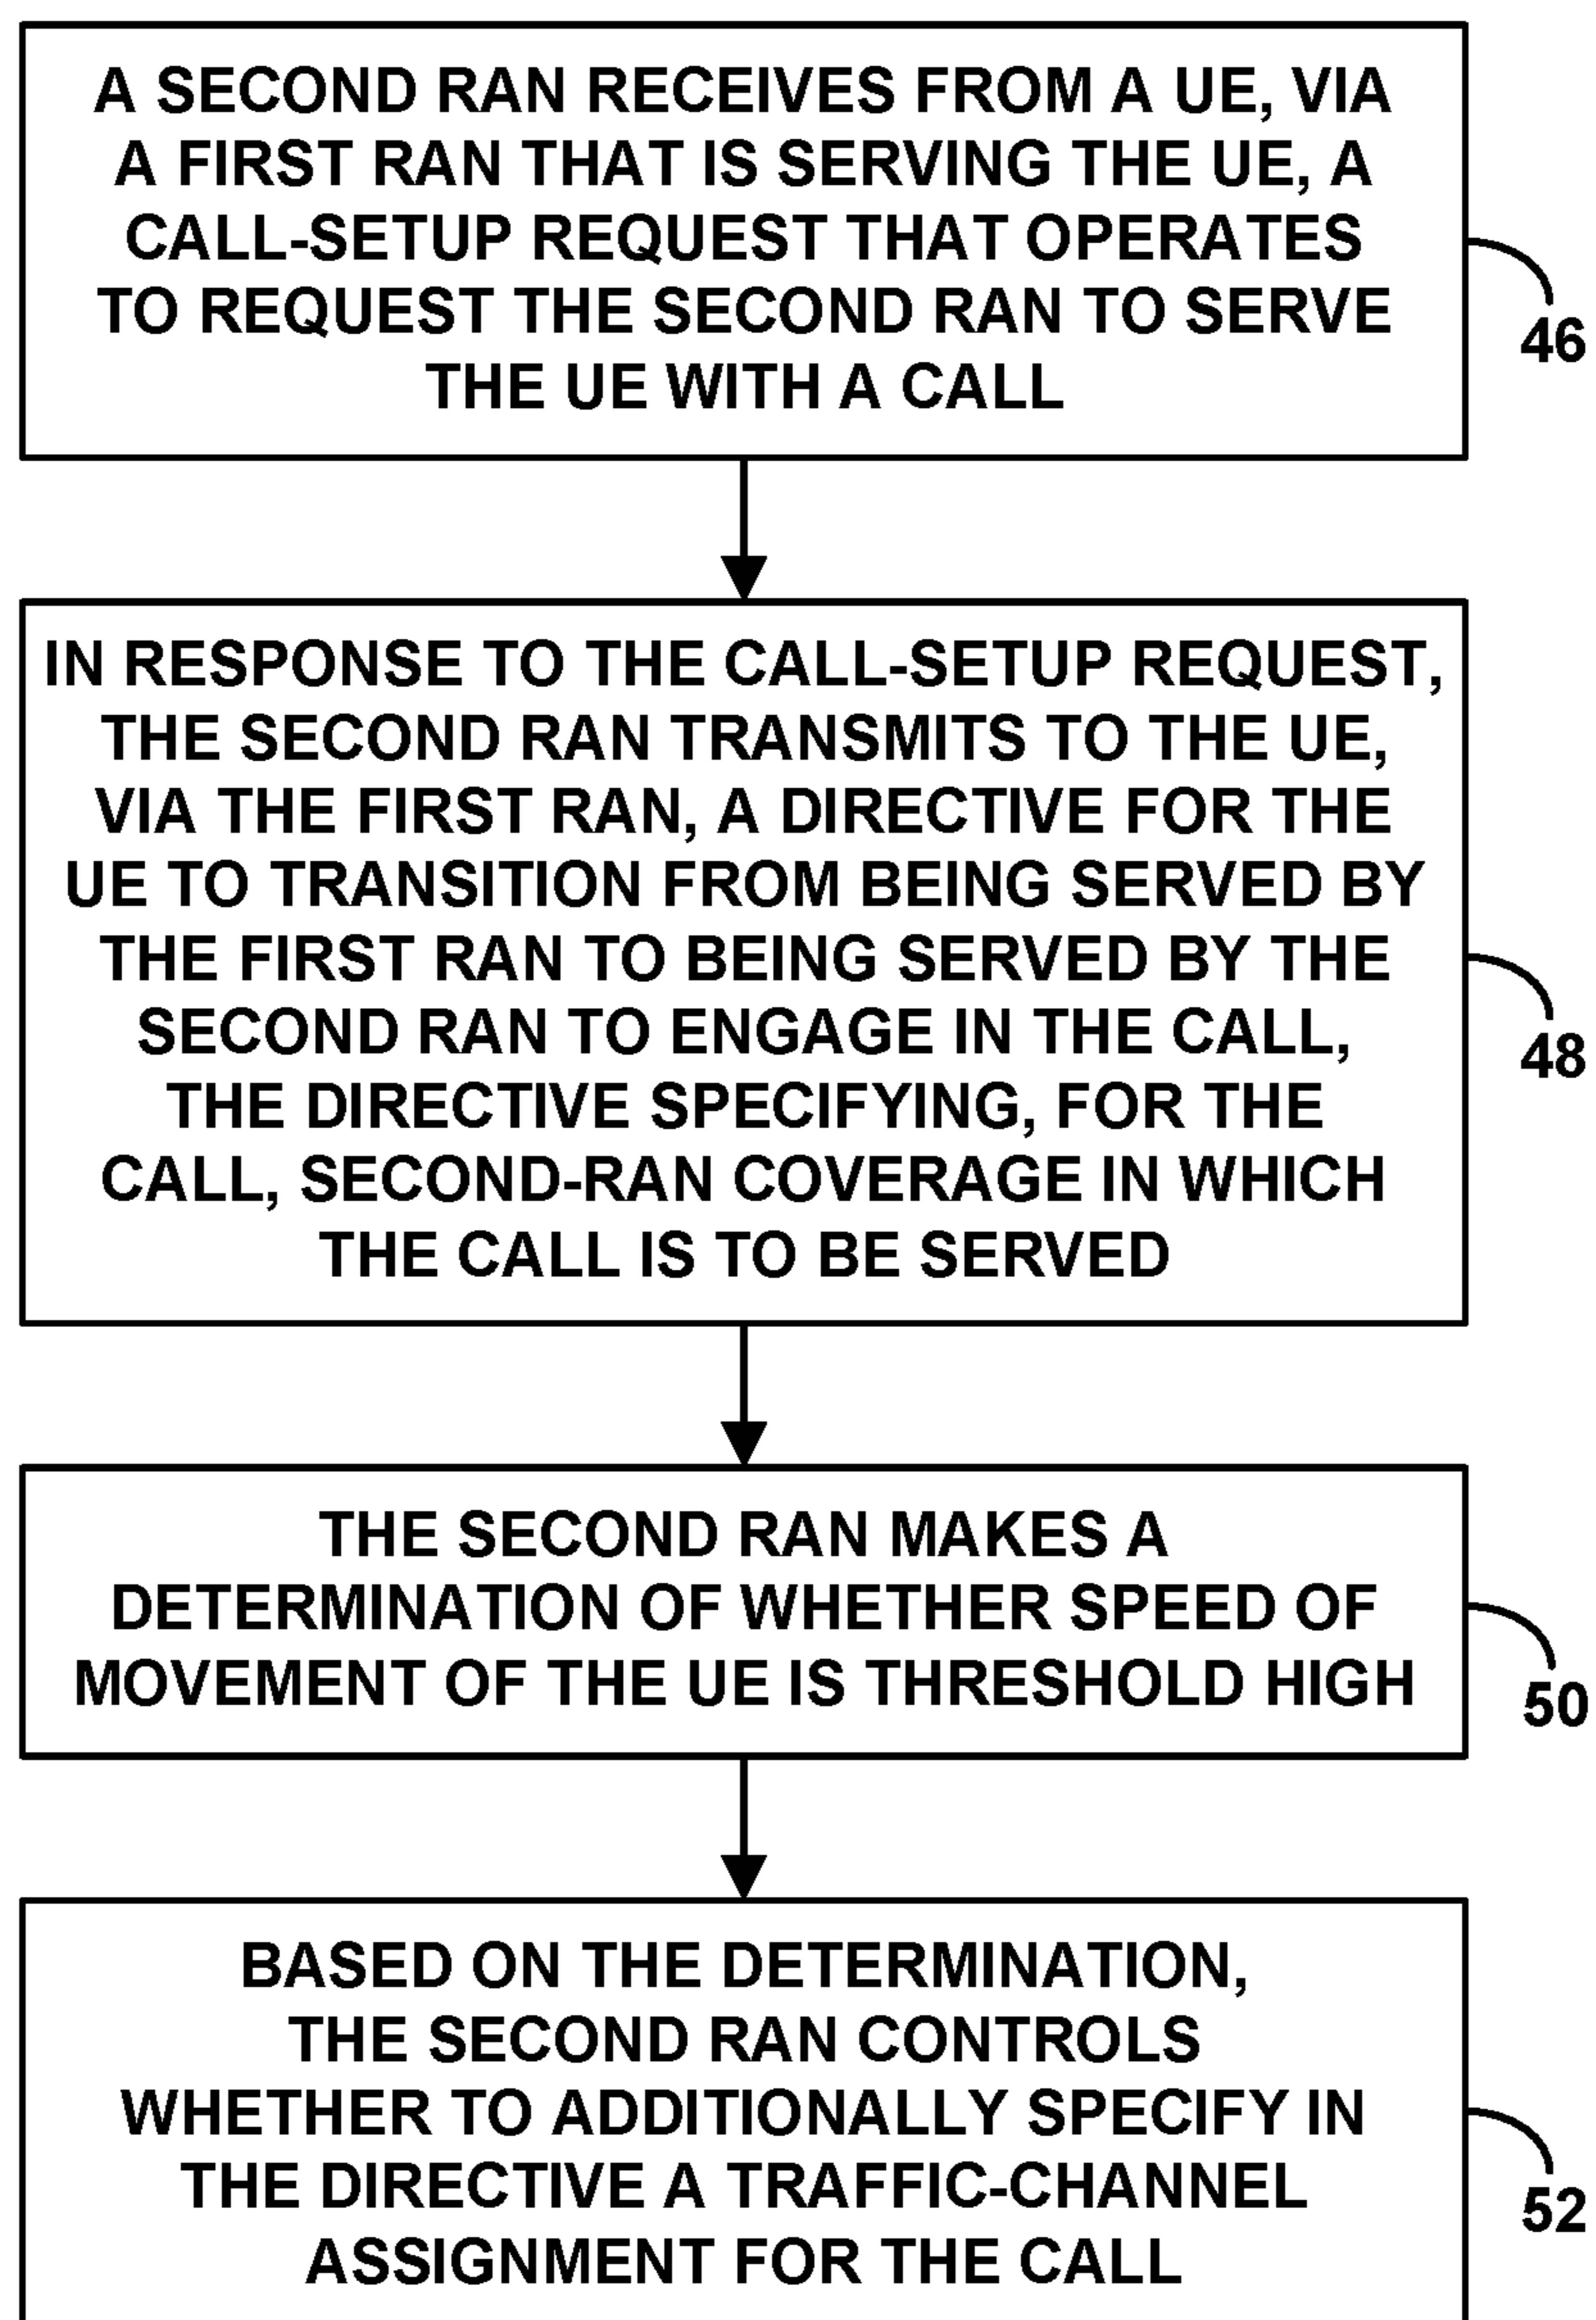 A SECOND RAN RECEIVES FROM A UE, VIA
A FIRST RAN THAT IS SERVING THE UE, A
CALL-SETUP REQUEST THAT OPERATES
TO REQUEST THE SECOND RAN TO SERVE
THE UE WITH A CALL
46
IN RESPONSE TO THE CALL-SETUP REQUEST,
THE SECOND RAN TRANSMITS TO THE UE,
VIA THE FIRST RAN, A DIRECTIVE FOR THE
UE TO TRANSITION FROM BEING SERVED BY
THE FIRST RAN TO BEING SERVED BY THE
SECOND RAN TO ENGAGE IN THE CALL,
THE DIRECTIVE SPECIFYING, FOR THE
CALL, SECOND-RAN COVERAGE IN WHICH
THE CALL IS TO BE SERVED
48
THE SECOND RAN MAKES A
DETERMINATION OF WHETHER SPEED OF
MOVEMENT OF THE UE IS THRESHOLD HIGH
50
BASED ON THE DETERMINATION,
THE SECOND RAN CONTROLS
WHETHER TO ADDITIONALLY SPECIFY IN
THE DIRECTIVE A TRAFFIC-CHANNEL
ASSIGNMENT FOR THE CALL
52